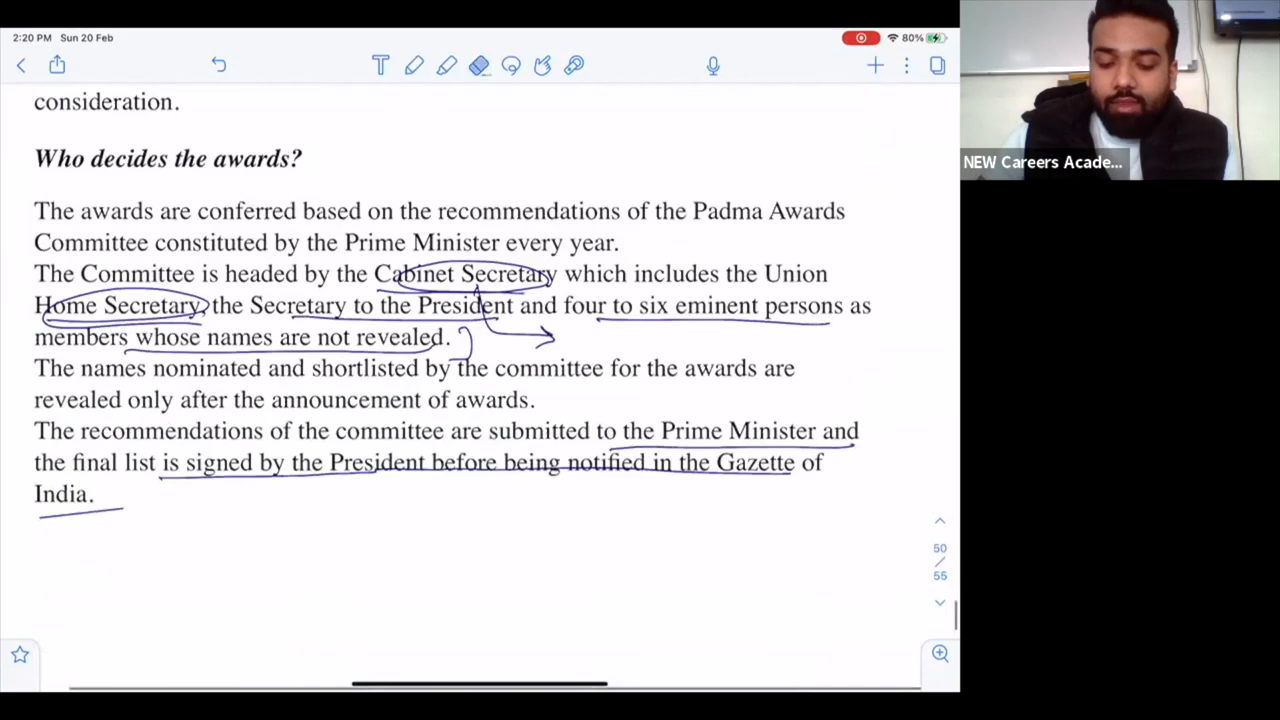 2:20 PM Sun 20 Feb
80%
T
consideration.
Who decides the awards?
The awards are conferred based on the recommendations of the Padma Awards
Committee constituted by the Prime Minister every year.
The Committee is headed by the Cabinet Secretary which includes the Union
Home Secretary, the Secretary to the President and four to six eminent persons as
members whose names are not revealed.
The names nominated and shortlisted by the committee for the awards are
revealed only after the announcement of awards.
The recommendations of the committee are submitted to the Prime Minister and
the final list is signed by the President before being notified in the Gazette of
India.
50
/
55
NEW Careers Acade...